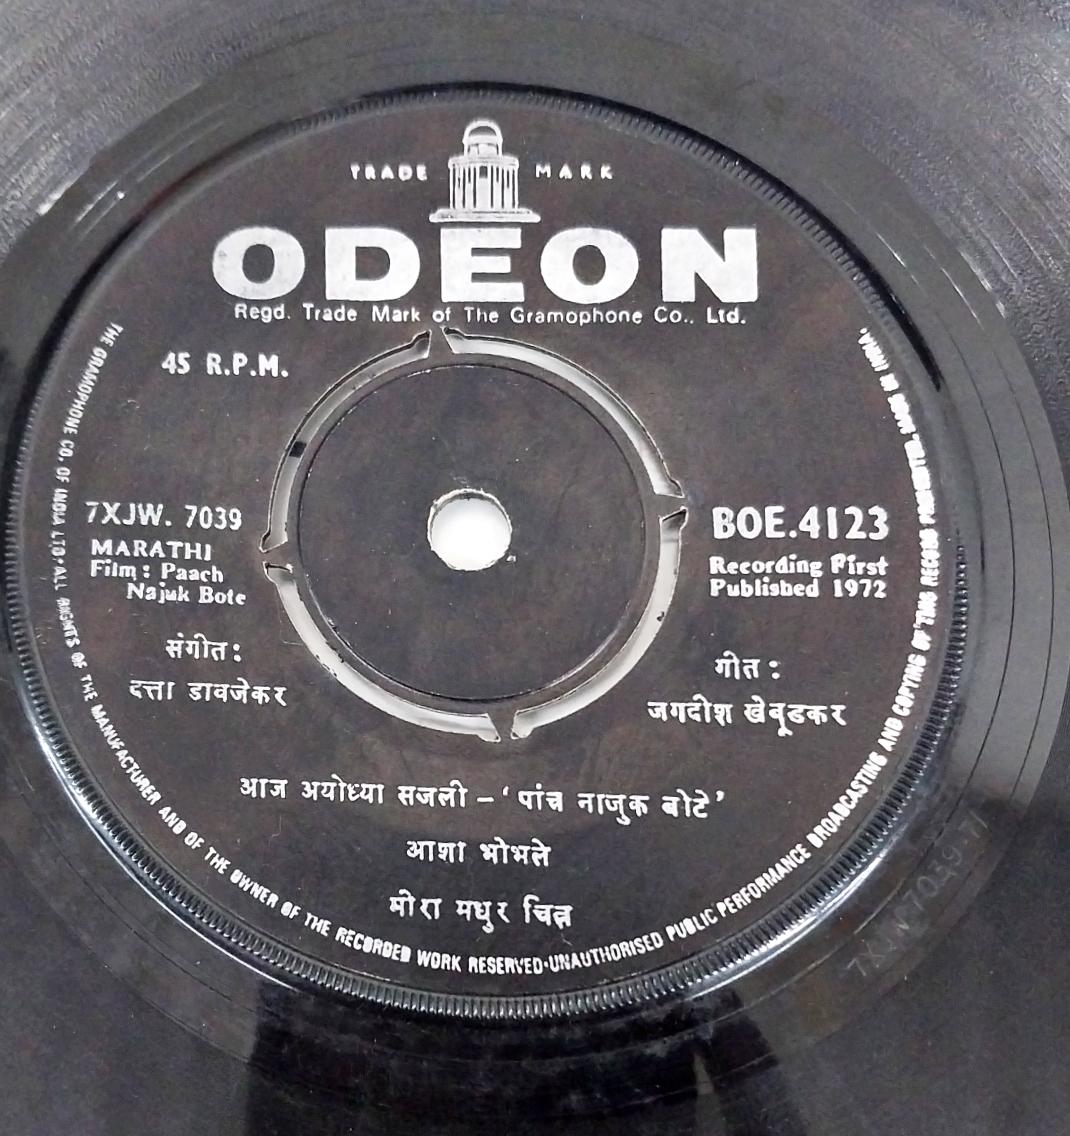 TRADE MARK
ODEON
Regd. Trade Mark of The Gramophone Co., Ltd.
45 R.P.M.
7XJW. 7039
MARATHI
Film : Paach
Najuk Bote
BOE.4123
Recording First
Published 1972
संगीत :
दत्ता डावजेकर
गीत :
जगदीश खेबूडकर
आज अयोध्या सजली - ‘ पांच नाजुक बोटे ’
आशा भोसले
मीरा मधुर चित्र
THE GRAMOPHONE CO. OF INDIA LTD·ALL RIGHTS OF THE MANUFACTURER AND OF THE OWNER OF THE RECORDED WORK RESERVED·UNAUTHORISED PUBLIC PERFORMANCE BROADCASTING AND COPYING OF THIS RECORD PROHIBITED. MADE IN INDIA.